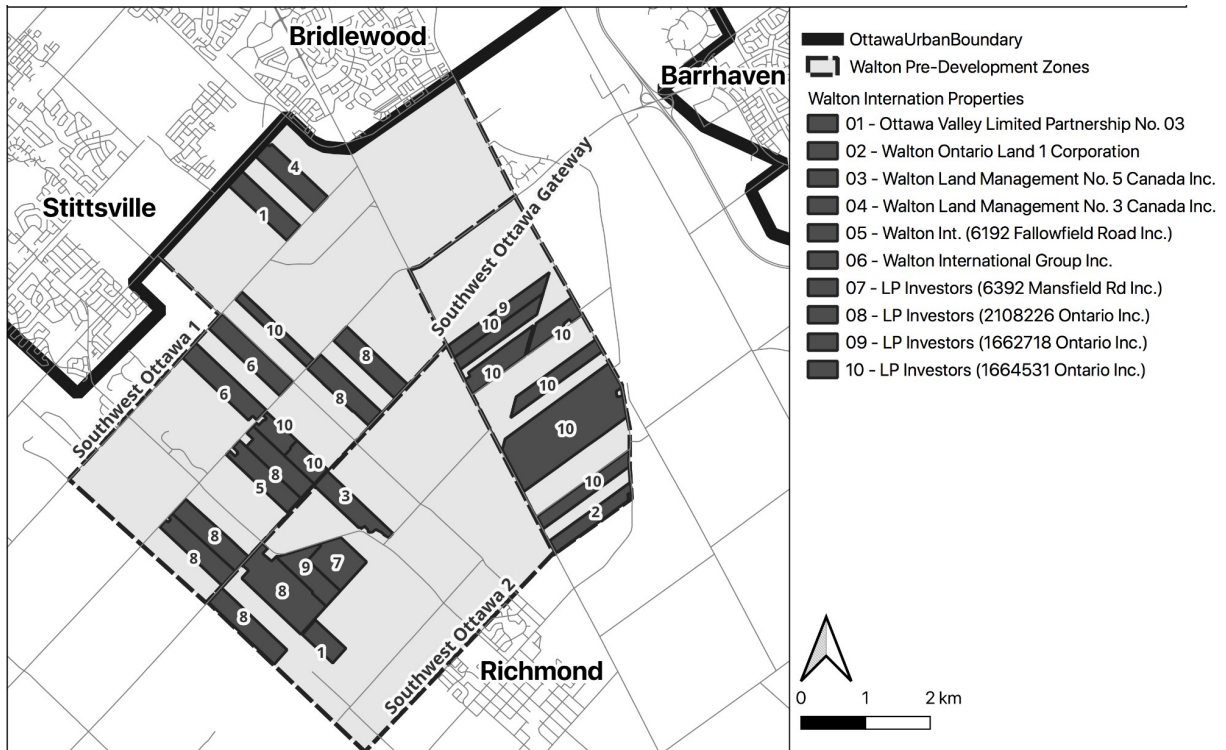 Bridlewood
Barrhaven
Stittsville
Richmond
Southwest Ottawa Gateway
Southwest Ottawa 1
Southwest Ottawa 2
4
1
10
6
6
8
8
10
10
8
5
3
8
8
8
9
7
8
1
9
10
10
10
10
10
10
2
OttawaUrbanBoundary
Walton Pre-Development Zones
Walton Internation Properties
01 - Ottawa Valley Limited Partnership No. 03
02 - Walton Ontario Land 1 Corporation
03 - Walton Land Management No. 5 Canada Inc.
04 - Walton Land Management No. 3 Canada Inc.
05 - Walton Int. (6192 Fallowfield Road Inc.)
06 - Walton International Group Inc.
07 - LP Investors (6392 Mansfield Rd Inc.)
08 - LP Investors (2108226 Ontario Inc.)
09 - LP Investors (1662718 Ontario Inc.)
10 - LP Investors (1664531 Ontario Inc.)
0 1 2 km